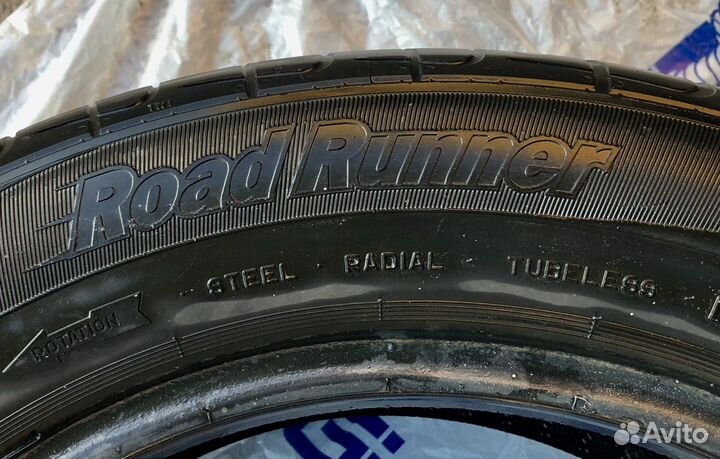 Road Runner
STEEL RADIAL TUBELESS
ROTATION
Avito